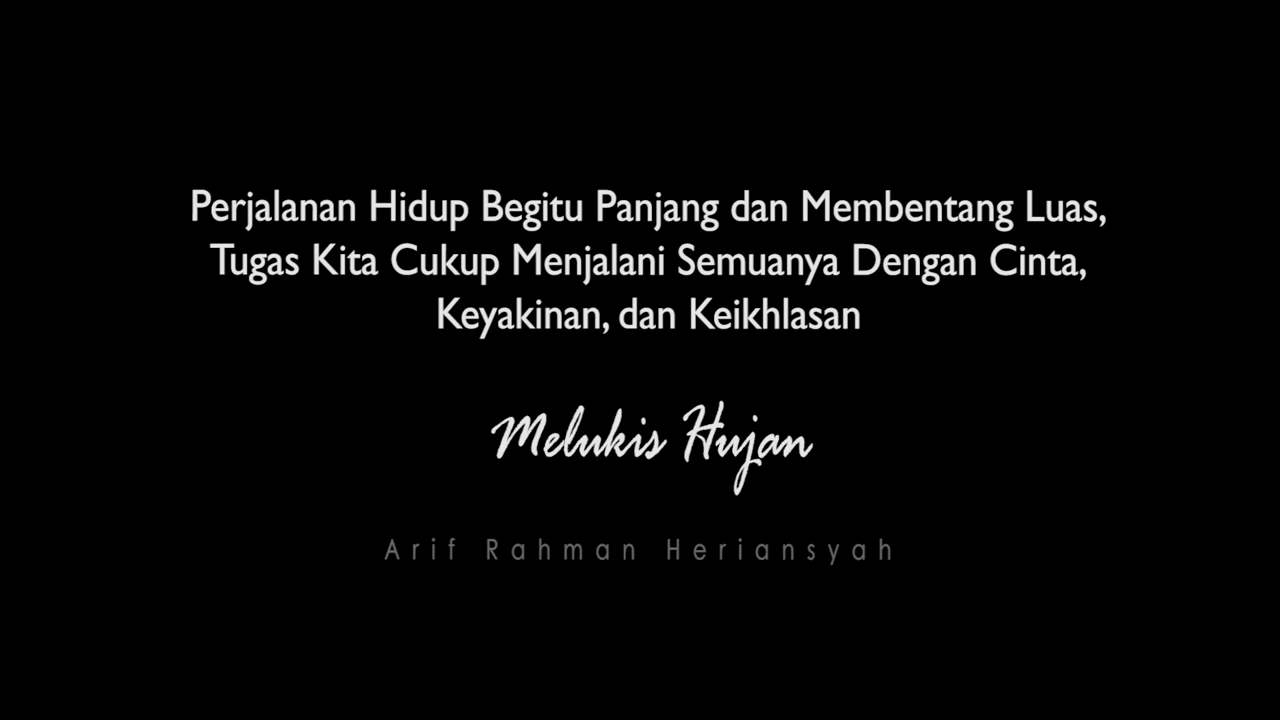 Perjalanan Hidup Begitu Panjang dan Membentang Luas,
Tugas Kita Cukup Menjalani Semuanya Dengan Cinta,
Keyakinan, dan Keikhlasan
Melukis Hujan
Arif Rahman Heriansyah